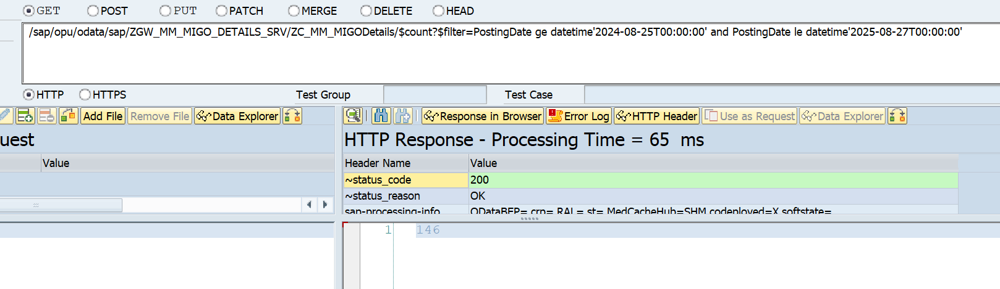 GET POST PUT PATCH MERGE DELETE HEAD
/sap/opu/odata/sap/ZGW_MM_MIGO_DETAILS_SRV/ZC_MM_MIGODetails/$count?$filter=PostingDate ge datetime'2024-08-25T00:00:00' and PostingDate le datetime'2025-08-27T00:00:00'
HTTP HTTPS Test Group Test Case
Add File Remove File Data Explorer Response in Browser Error Log HTTP Header Use as Request Data Explorer
uest HTTP Response - Processing Time = 65 ms
Value Header Name Value
~status_code 200
~status_reason OK
sap-processing-info ODataBEP= crp= RAL= st= MedCacheHub=SHM codeployed=X softstate=
1 146